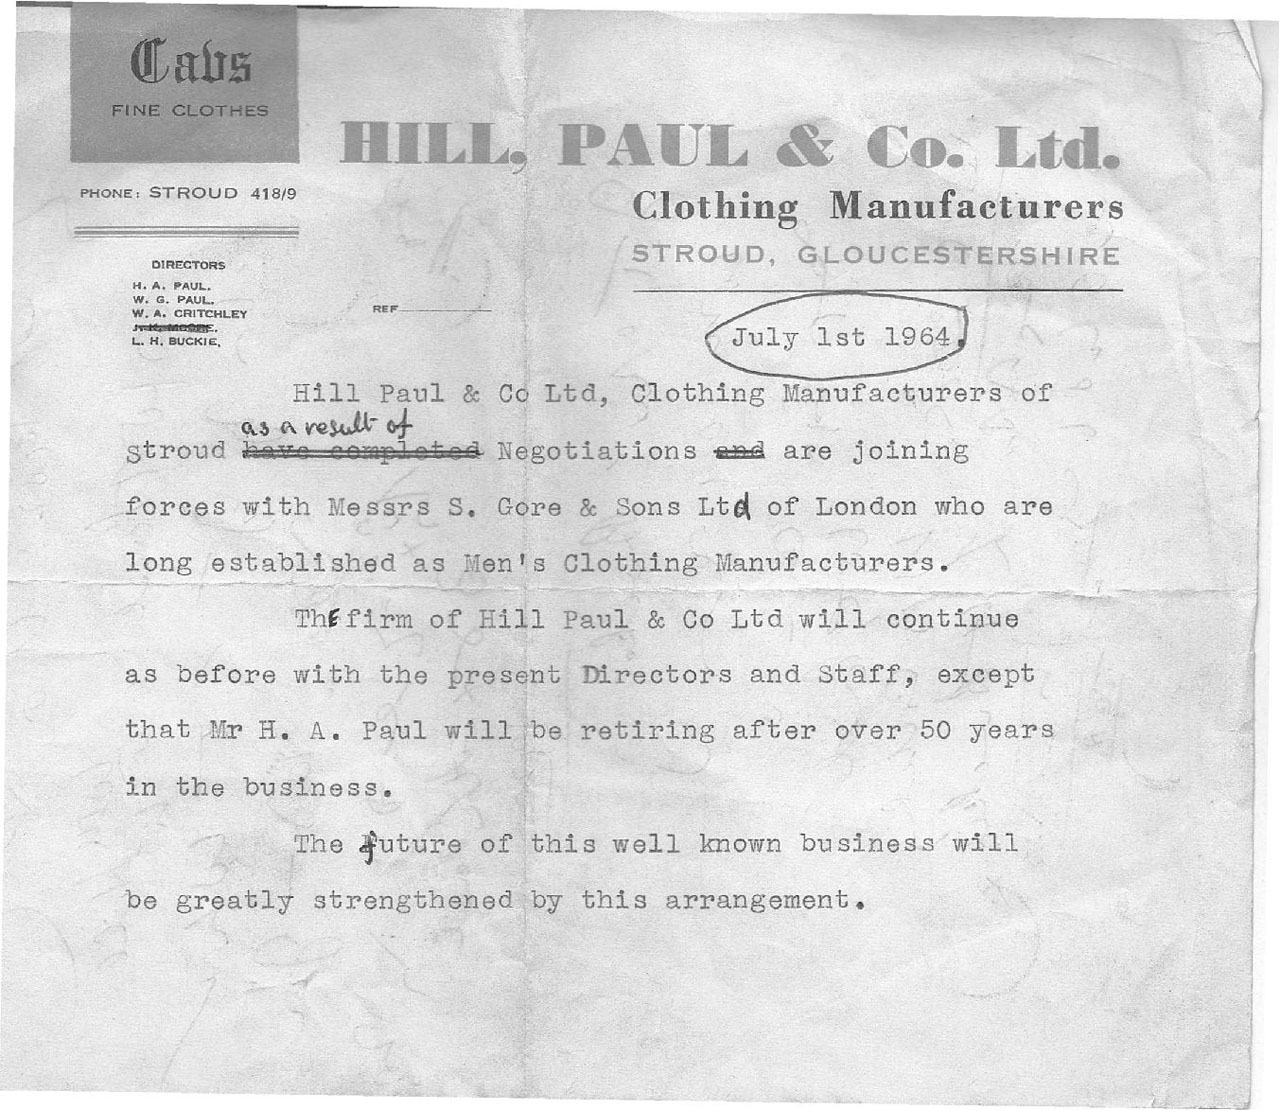 Cavs
FINE CLOTHES
HILL, PAUL & Co. Ltd.
Clothing Manufacturers
STROUD, GLOUCESTERSHIRE
PHONE: STROUD 418/9
DIRECTORS
H. A. PAUL.
W. G. PAUL.
W. A. CRITCHLEY
L. H. BUCKIE,
REF
July 1st 1964.
Hill Paul & Co Ltd, Clothing Manufacturers of
as a result of
stroud have completed Negotiations and are joining
forces with Messrs S. Gore & Sons Ltd of London who are
long established as Men's Clothing Manufacturers.
The firm of Hill Paul & Co Ltd will continue
as before with the present Directors and Staff, except
that Mr H. A. Paul will be retiring after over 50 years
in the business.
The future of this well known business will
be greatly strengthened by this arrangement.